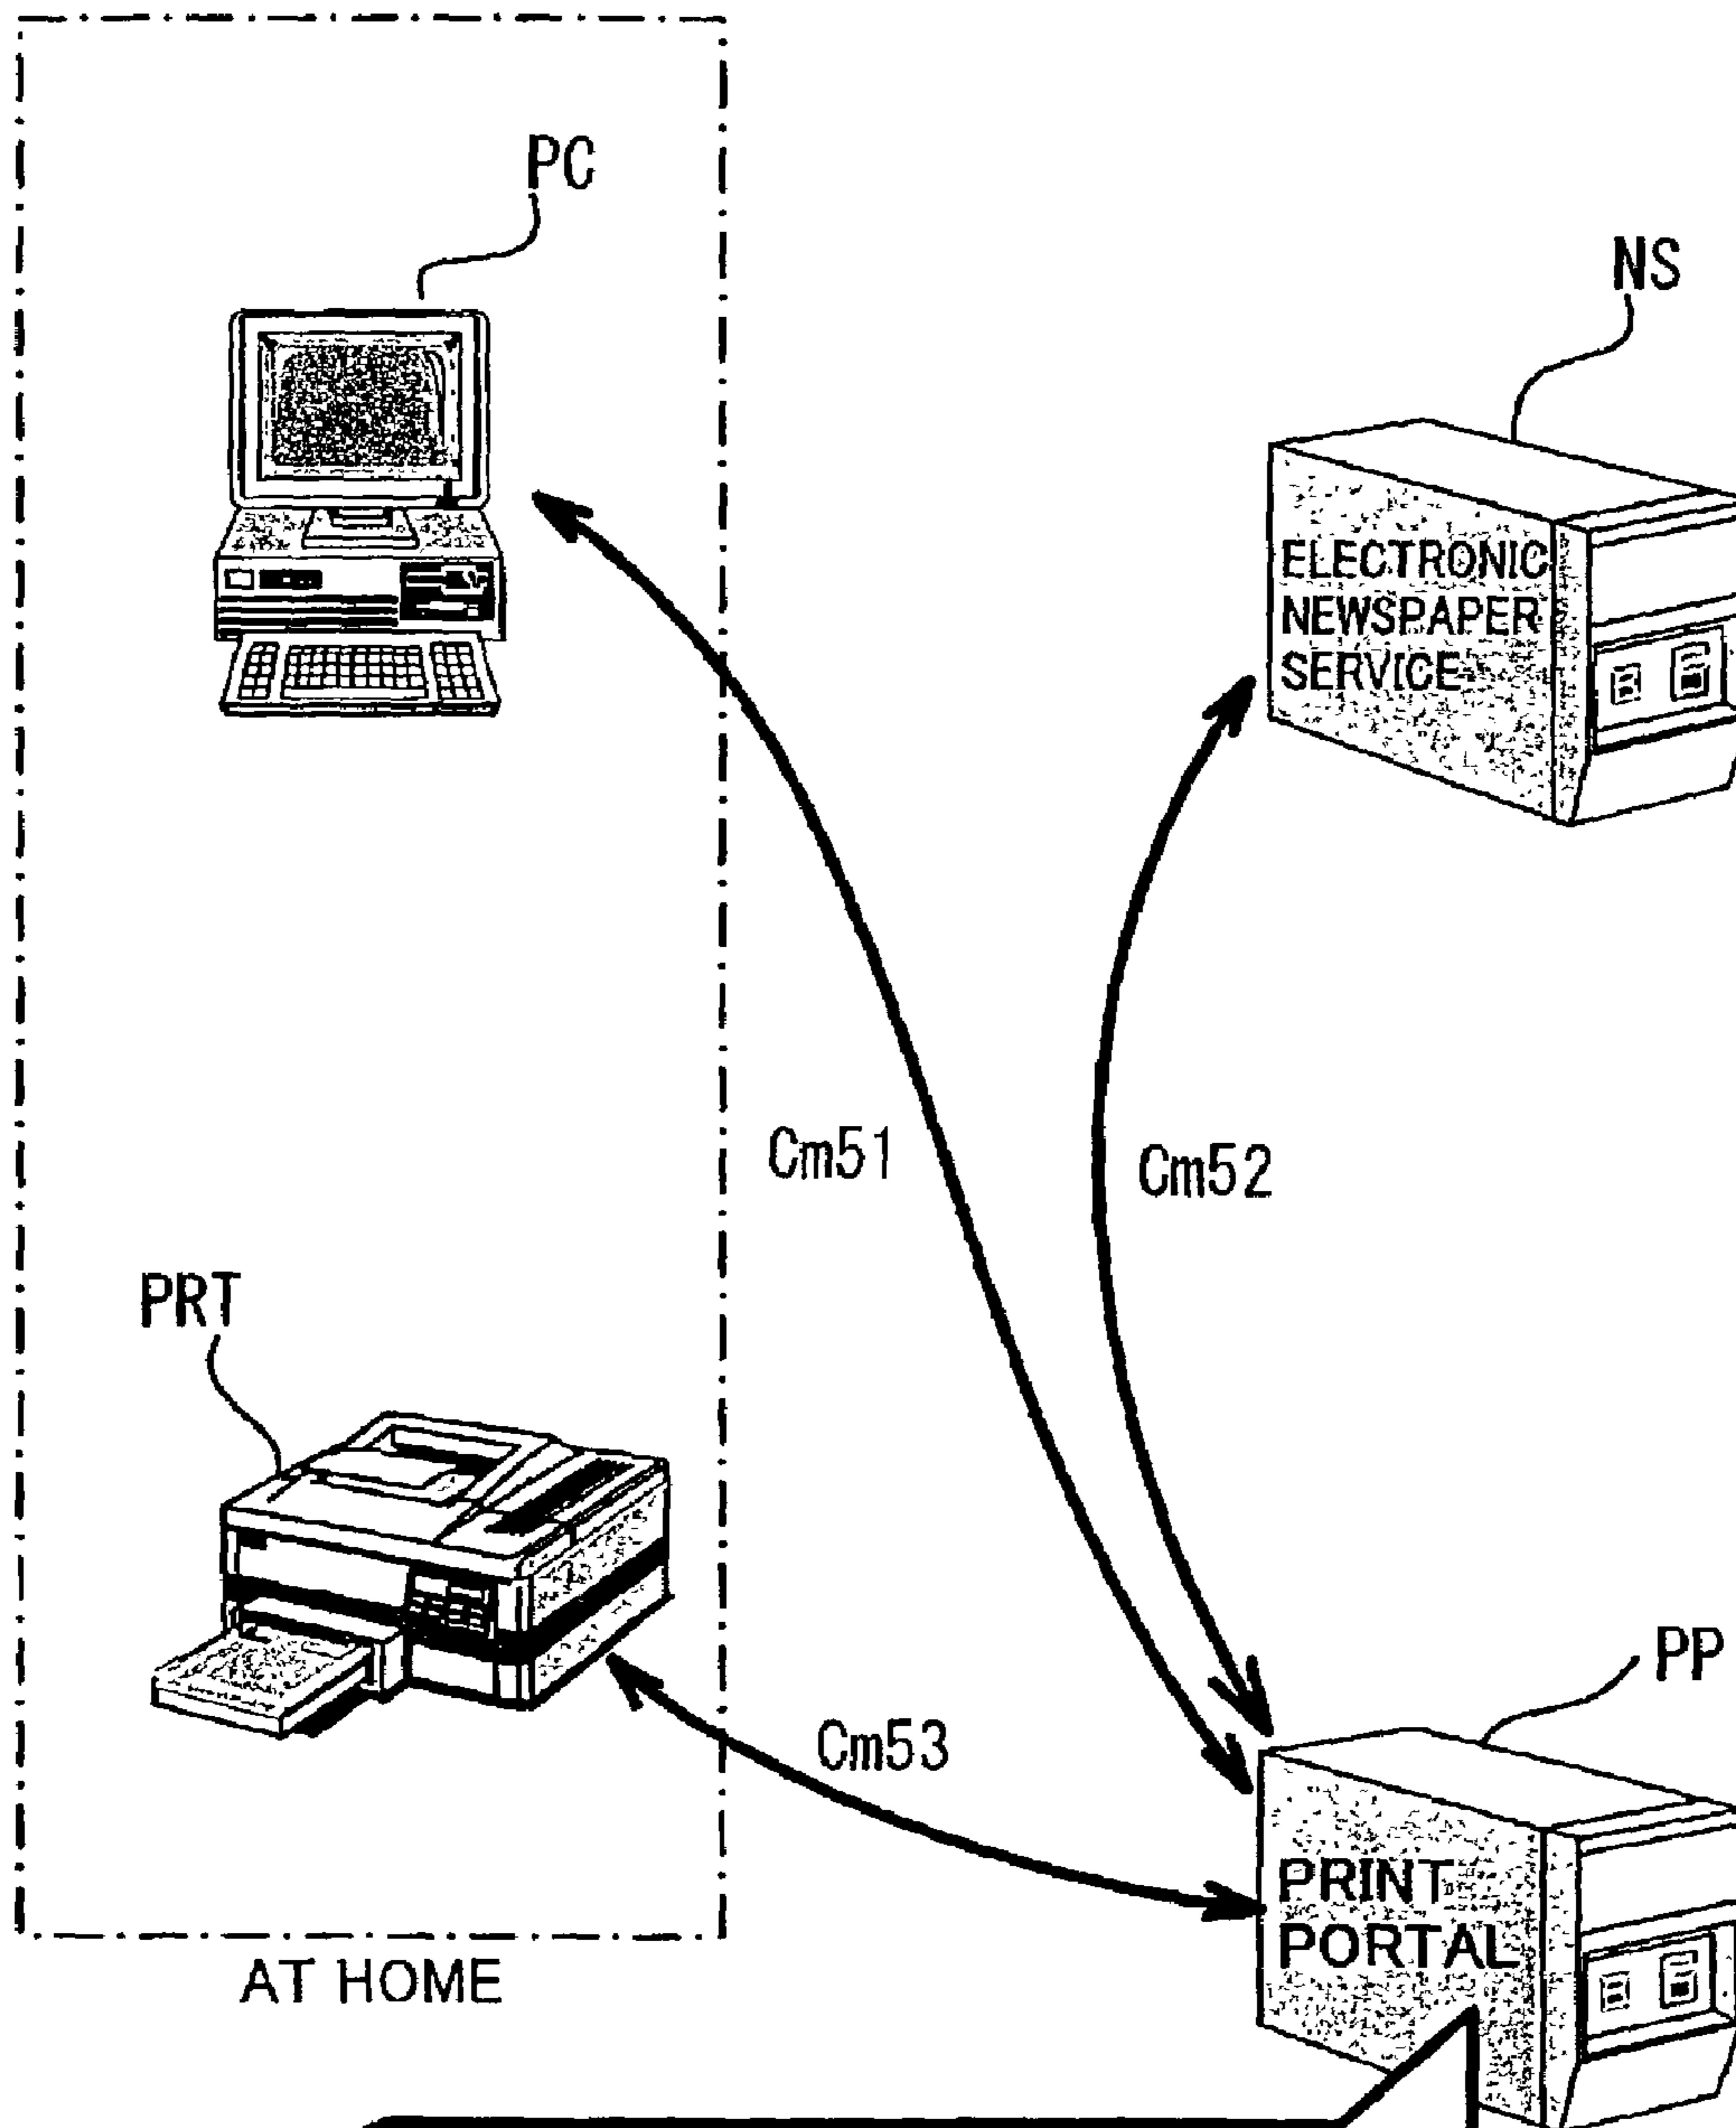 PC
NS
ELECTRONIC
NEWSPAPER
SERVICE
Cm51
Cm52
PRT
Cm53
PP
PRINT
PORTAL
AT HOME